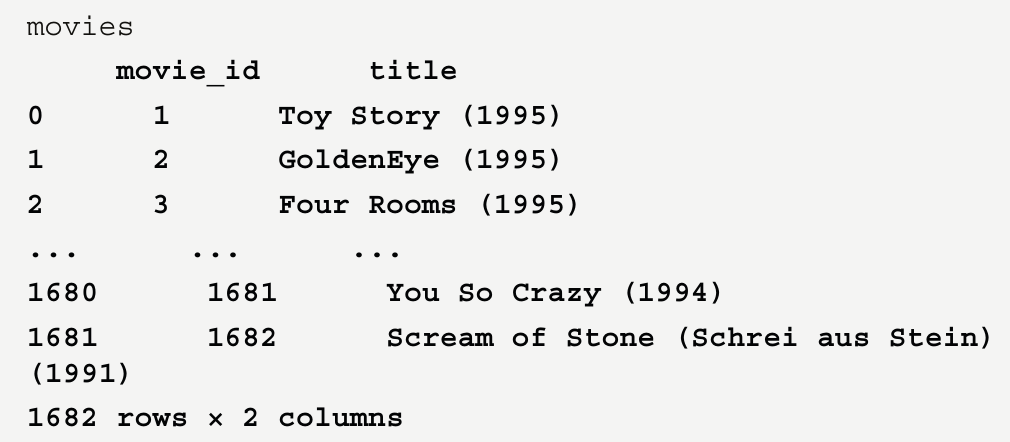 movies
movie_id title
0 1 Toy Story (1995)
1 2 GoldenEye (1995)
2 3 Four Rooms (1995)
... ... ...
1680 1681 You So Crazy (1994)
1681 1682 Scream of Stone (Schrei aus Stein)
(1991)
1682 rows × 2 columns